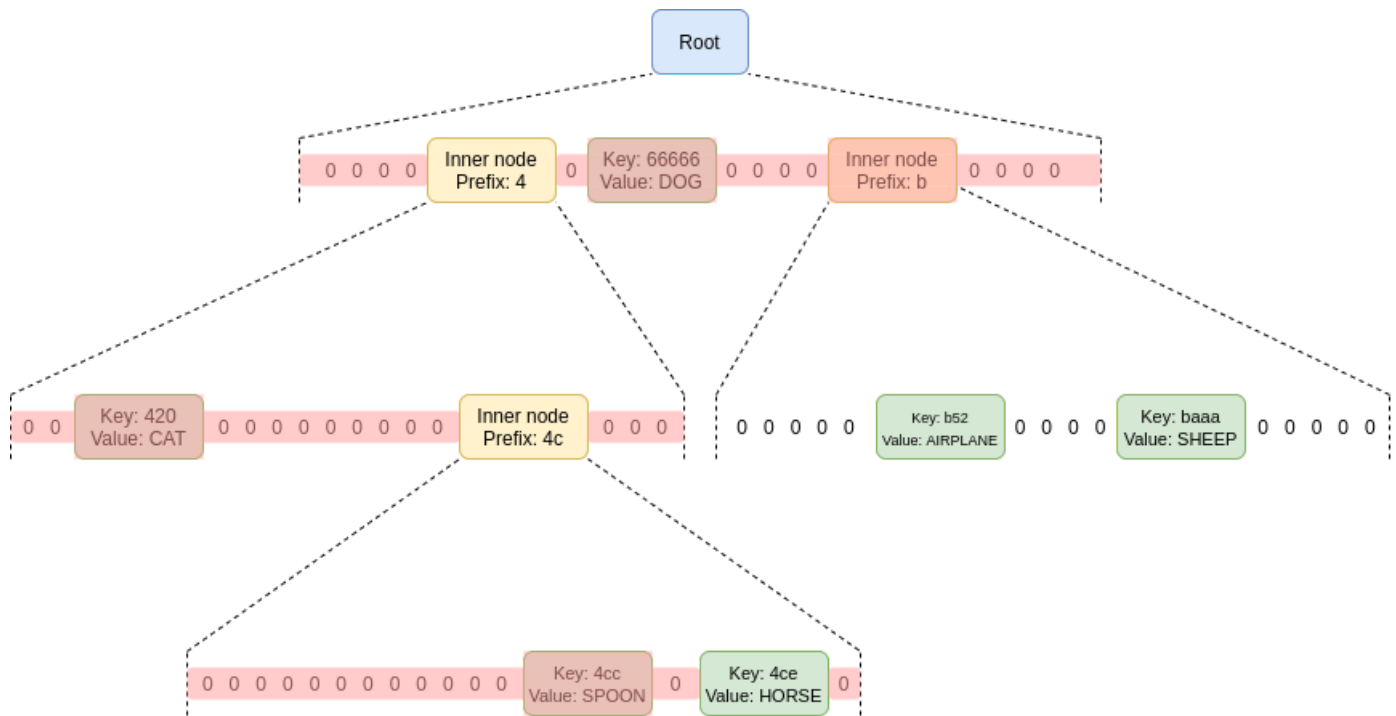 Root
0 0 0 0 Inner node Prefix: 4 0 Key: 66666 Value: DOG 0 0 0 0 Inner node Prefix: b 0 0 0 0
0 0 Key: 420 Value: CAT 0 0 0 0 0 0 0 0 0 Inner node Prefix: 4c 0 0 0
0 0 0 0 0 Key: b52 Value: AIRPLANE 0 0 0 0 Key: baaa Value: SHEEP 0 0 0 0 0
0 0 0 0 0 0 0 0 0 0 0 0 Key: 4cc Value: SPOON 0 Key: 4ce Value: HORSE 0